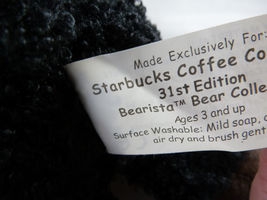 Made Exclusively For:
Starbucks Coffee Co
31st Edition
Bearista™ Bear Colle
Ages 3 and up
Surface Washable: Mild soap,
air dry and brush gent